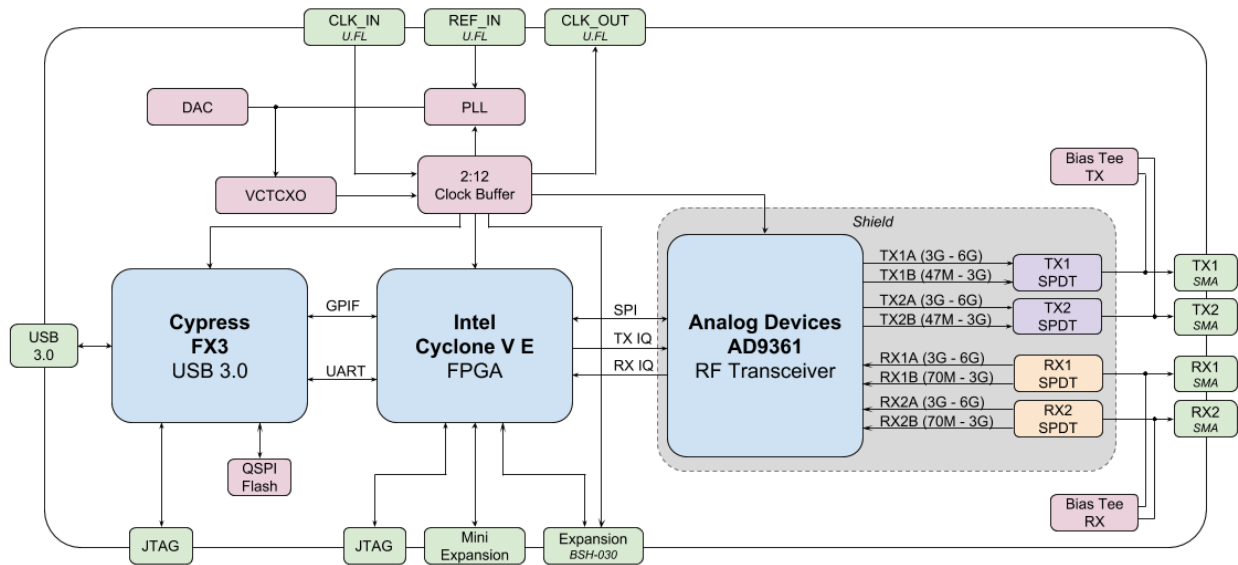 CLK_IN
U.FL
REF_IN
U.FL
CLK_OUT
U.FL
DAC
PLL
VCTCXO
2:12
Clock Buffer
Bias Tee
TX
Shield
Cypress
FX3
USB 3.0
GPIF
UART
Intel
Cyclone V E
FPGA
SPI
TX IQ
RX IQ
Analog Devices
AD9361
RF Transceiver
TX1A (3G - 6G)
TX1B (47M - 3G)
TX2A (3G - 6G)
TX2B (47M - 3G)
RX1A (3G - 6G)
RX1B (70M - 3G)
RX2A (3G - 6G)
RX2B (70M - 3G)
TX1
SPDT
TX2
SPDT
RX1
SPDT
RX2
SPDT
TX1
SMA
TX2
SMA
RX1
SMA
RX2
SMA
USB
3.0
QSPI
Flash
Bias Tee
RX
JTAG
JTAG
Mini
Expansion
Expansion
BSH-030